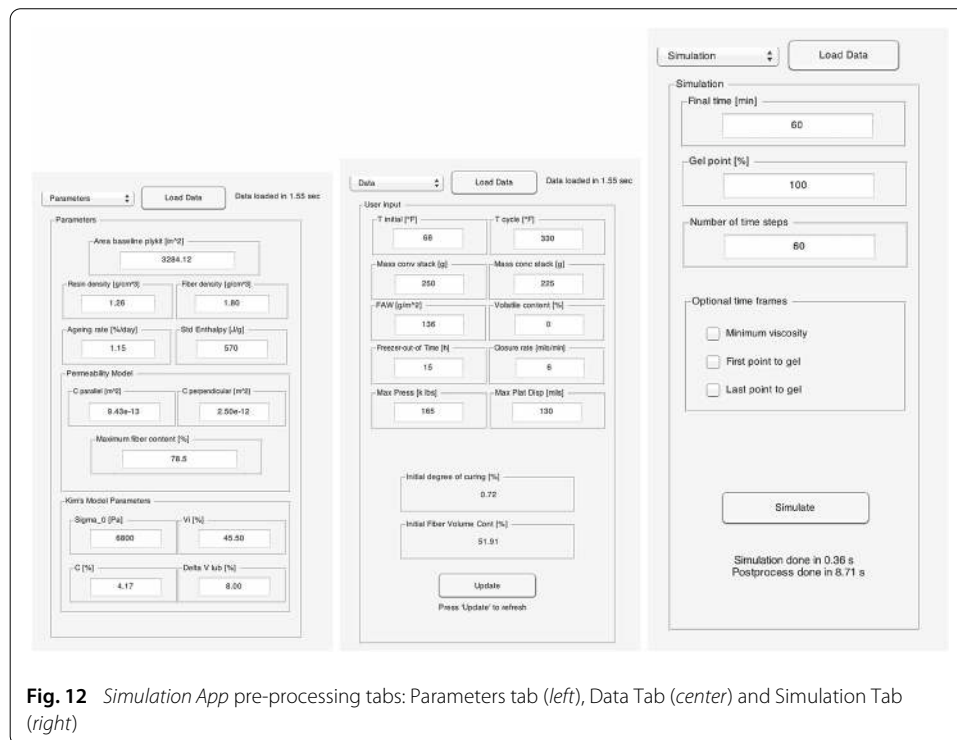 Parameters
Load Data
Data loaded in 1.55 sec
Parameters
Area baseline plykit [m^2]
3284.12
Resin density [g/cm^3]
Fiber density [g/cm^3]
1.26
1.80
Ageing rate [%/day]
Std Enthalpy [J/g]
1.15
570
Permeability Model
C parallel [m^2]
C perpendicular [m^2]
9.43e-13
2.50e-12
Maximum fiber content [%]
78.5
Kim's Model Parameters
Sigma_0 [Pa]
Vi [%]
6800
45.50
C [%]
Delta V lub [%]
4.17
8.00
Data
Load Data
Data loaded in 1.55 sec
User input
T initial [°F]
T cycle [°F]
68
330
Mass conv stack [g]
Mass conc stack [g]
250
225
FAW [g/m^2]
Volatile content [%]
136
0
Freezer-out-of Time [h]
Closure rate [mils/min]
15
6
Max Press [k lbs]
Max Plat Disp [mils]
165
130
Initial degree of curing [%]
0.72
Initial Fiber Volume Cont [%]
51.91
Update
Press 'Update' to refresh
Simulation
Load Data
Simulation
Final time [min]
60
Gel point [%]
100
Number of time steps
60
Optional time frames
Minimum viscosity
First point to gel
Last point to gel
Simulate
Simulation done in 0.36 s
Postprocess done in 8.71 s
Fig. 12 Simulation App pre-processing tabs: Parameters tab (left), Data Tab (center) and Simulation Tab
(right)